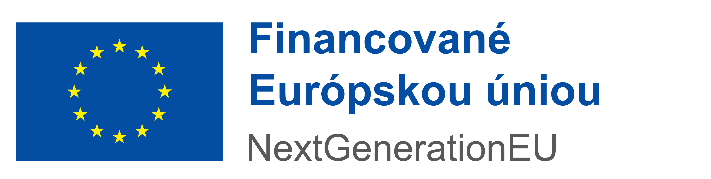 Financované
Európskou úniou
NextGenerationEU